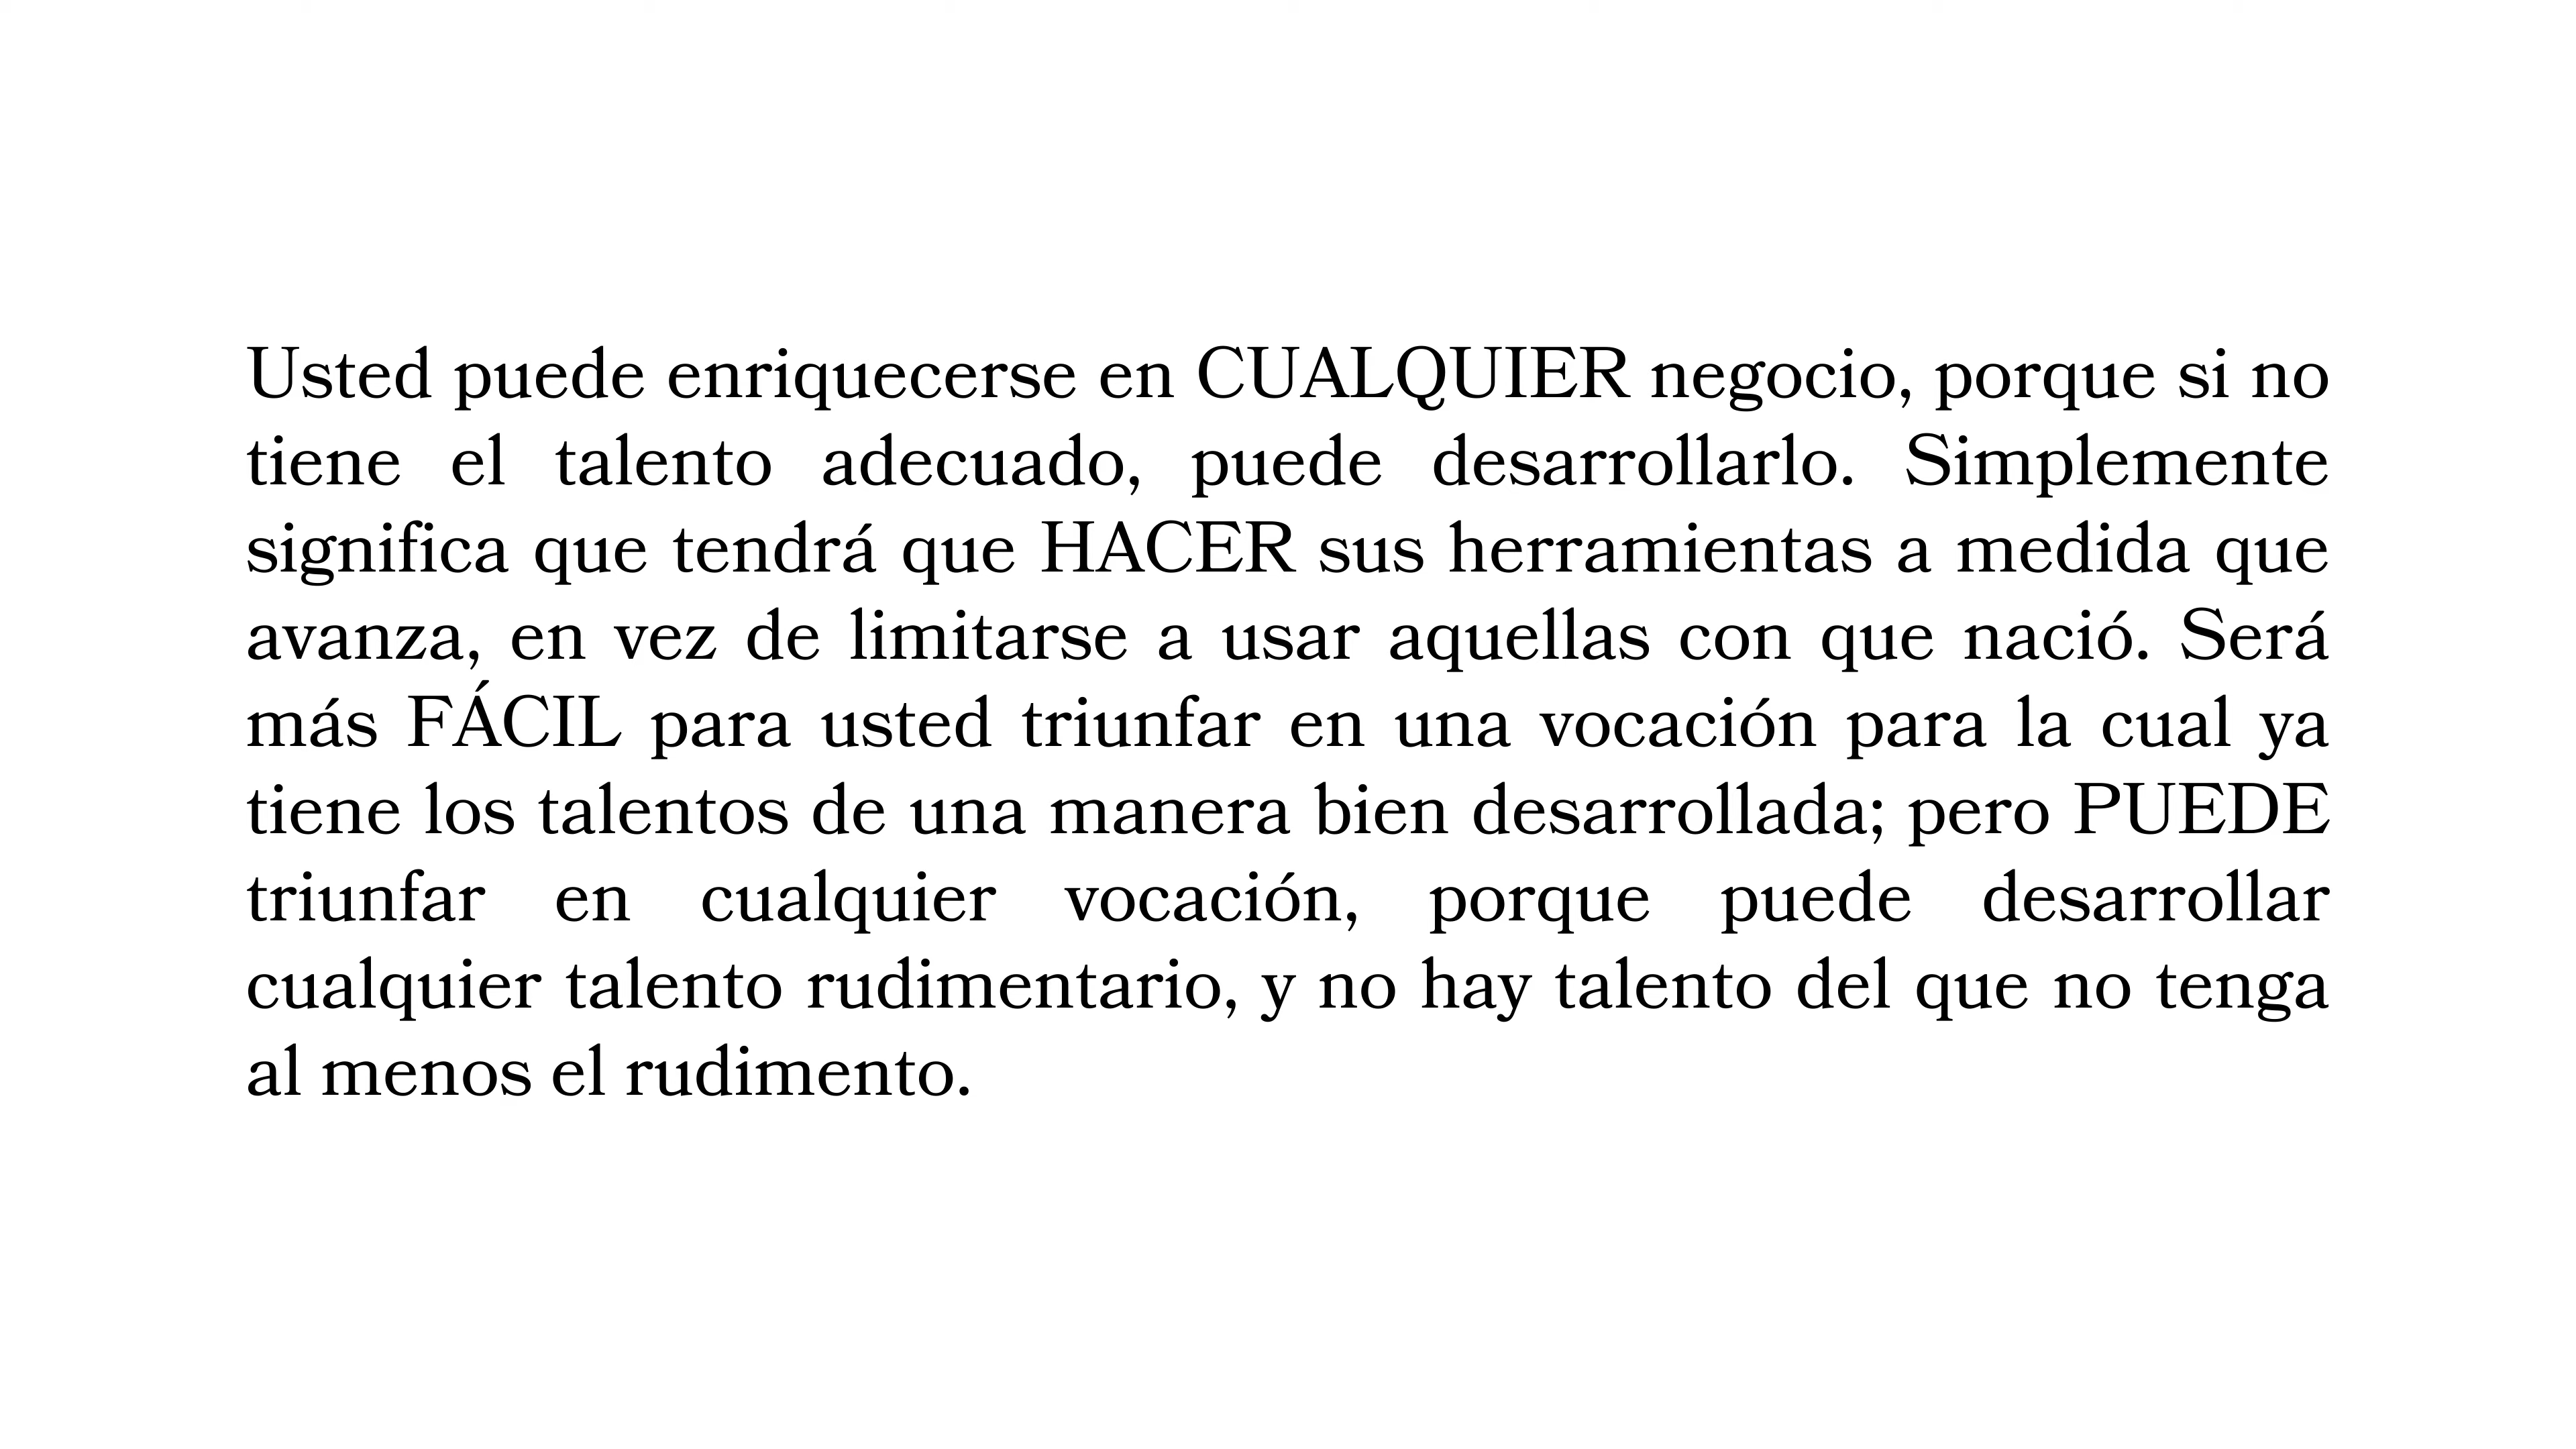 Usted puede enriquecerse en CUALQUIER negocio, porque si no
tiene el talento adecuado, puede desarrollarlo. Simplemente
significa que tendrá que HACER sus herramientas a medida que
avanza, en vez de limitarse a usar aquellas con que nació. Será
más FÁCIL para usted triunfar en una vocación para la cual ya
tiene los talentos de una manera bien desarrollada; pero PUEDE
triunfar en cualquier vocación, porque puede desarrollar
cualquier talento rudimentario, y no hay talento del que no tenga
al menos el rudimento.